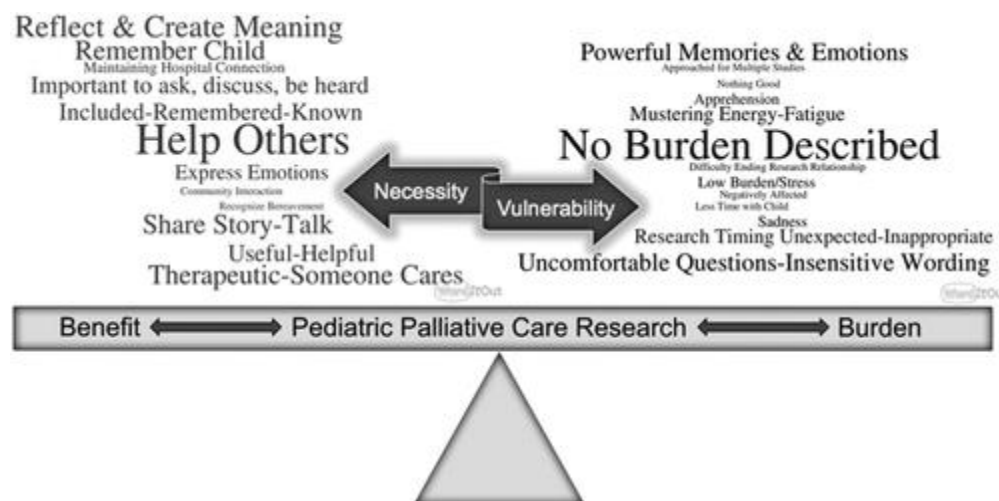 Reflect & Create Meaning
Remember Child
Maintaining Hospital Connection
Important to ask, discuss, be heard
Included-Remembered-Known
Help Others
Express Emotions
Community Interaction
Recognize Bereavement
Share Story-Talk
Useful-Helpful
Therapeutic-Someone Cares
Necessity
Vulnerability
Powerful Memories & Emotions
Approached for Multiple Studies
Nothing Good
Apprehension
Mustering Energy-Fatigue
No Burden Described
Difficulty Ending Research Relationship
Low Burden/Stress
Negatively Affected
Less Time with Child
Sadness
Research Timing Unexpected-Inappropriate
Uncomfortable Questions-Insensitive Wording
Benefit Pediatric Palliative Care Research Burden